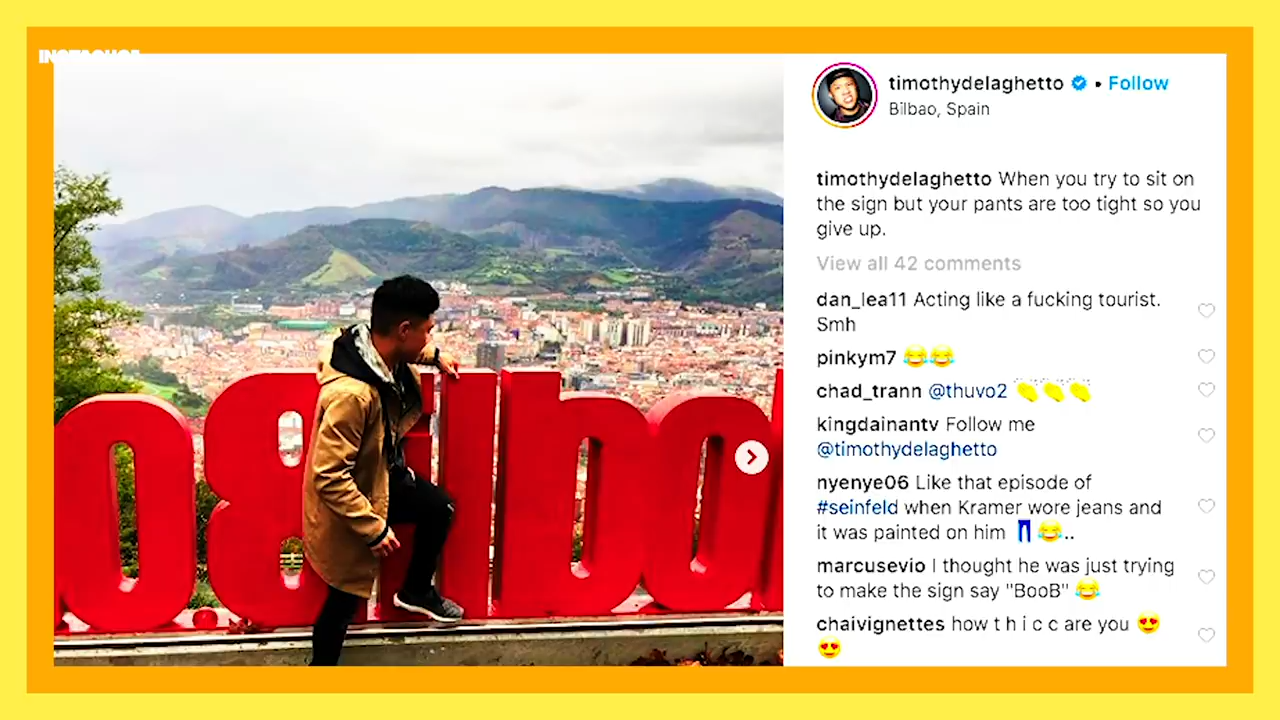 oBilbo
timothydelaghetto • Follow
Bilbao, Spain
timothydelaghetto When you try to sit on
the sign but your pants are too tight so you
give up.
View all 42 comments
dan_lea11 Acting like a fucking tourist.
Smh
pinkym7 😂😂
chad_trann @thuvo2 🍋🍋🍋
kingdainantv Follow me
@timothydelaghetto
nyenye06 Like that episode of
#seinfeld when Kramer wore jeans and
it was painted on him 👖😂..
marcusevio I thought he was just trying
to make the sign say "BooB" 😂
chaivignettes how t h i c c are you 😍
😍